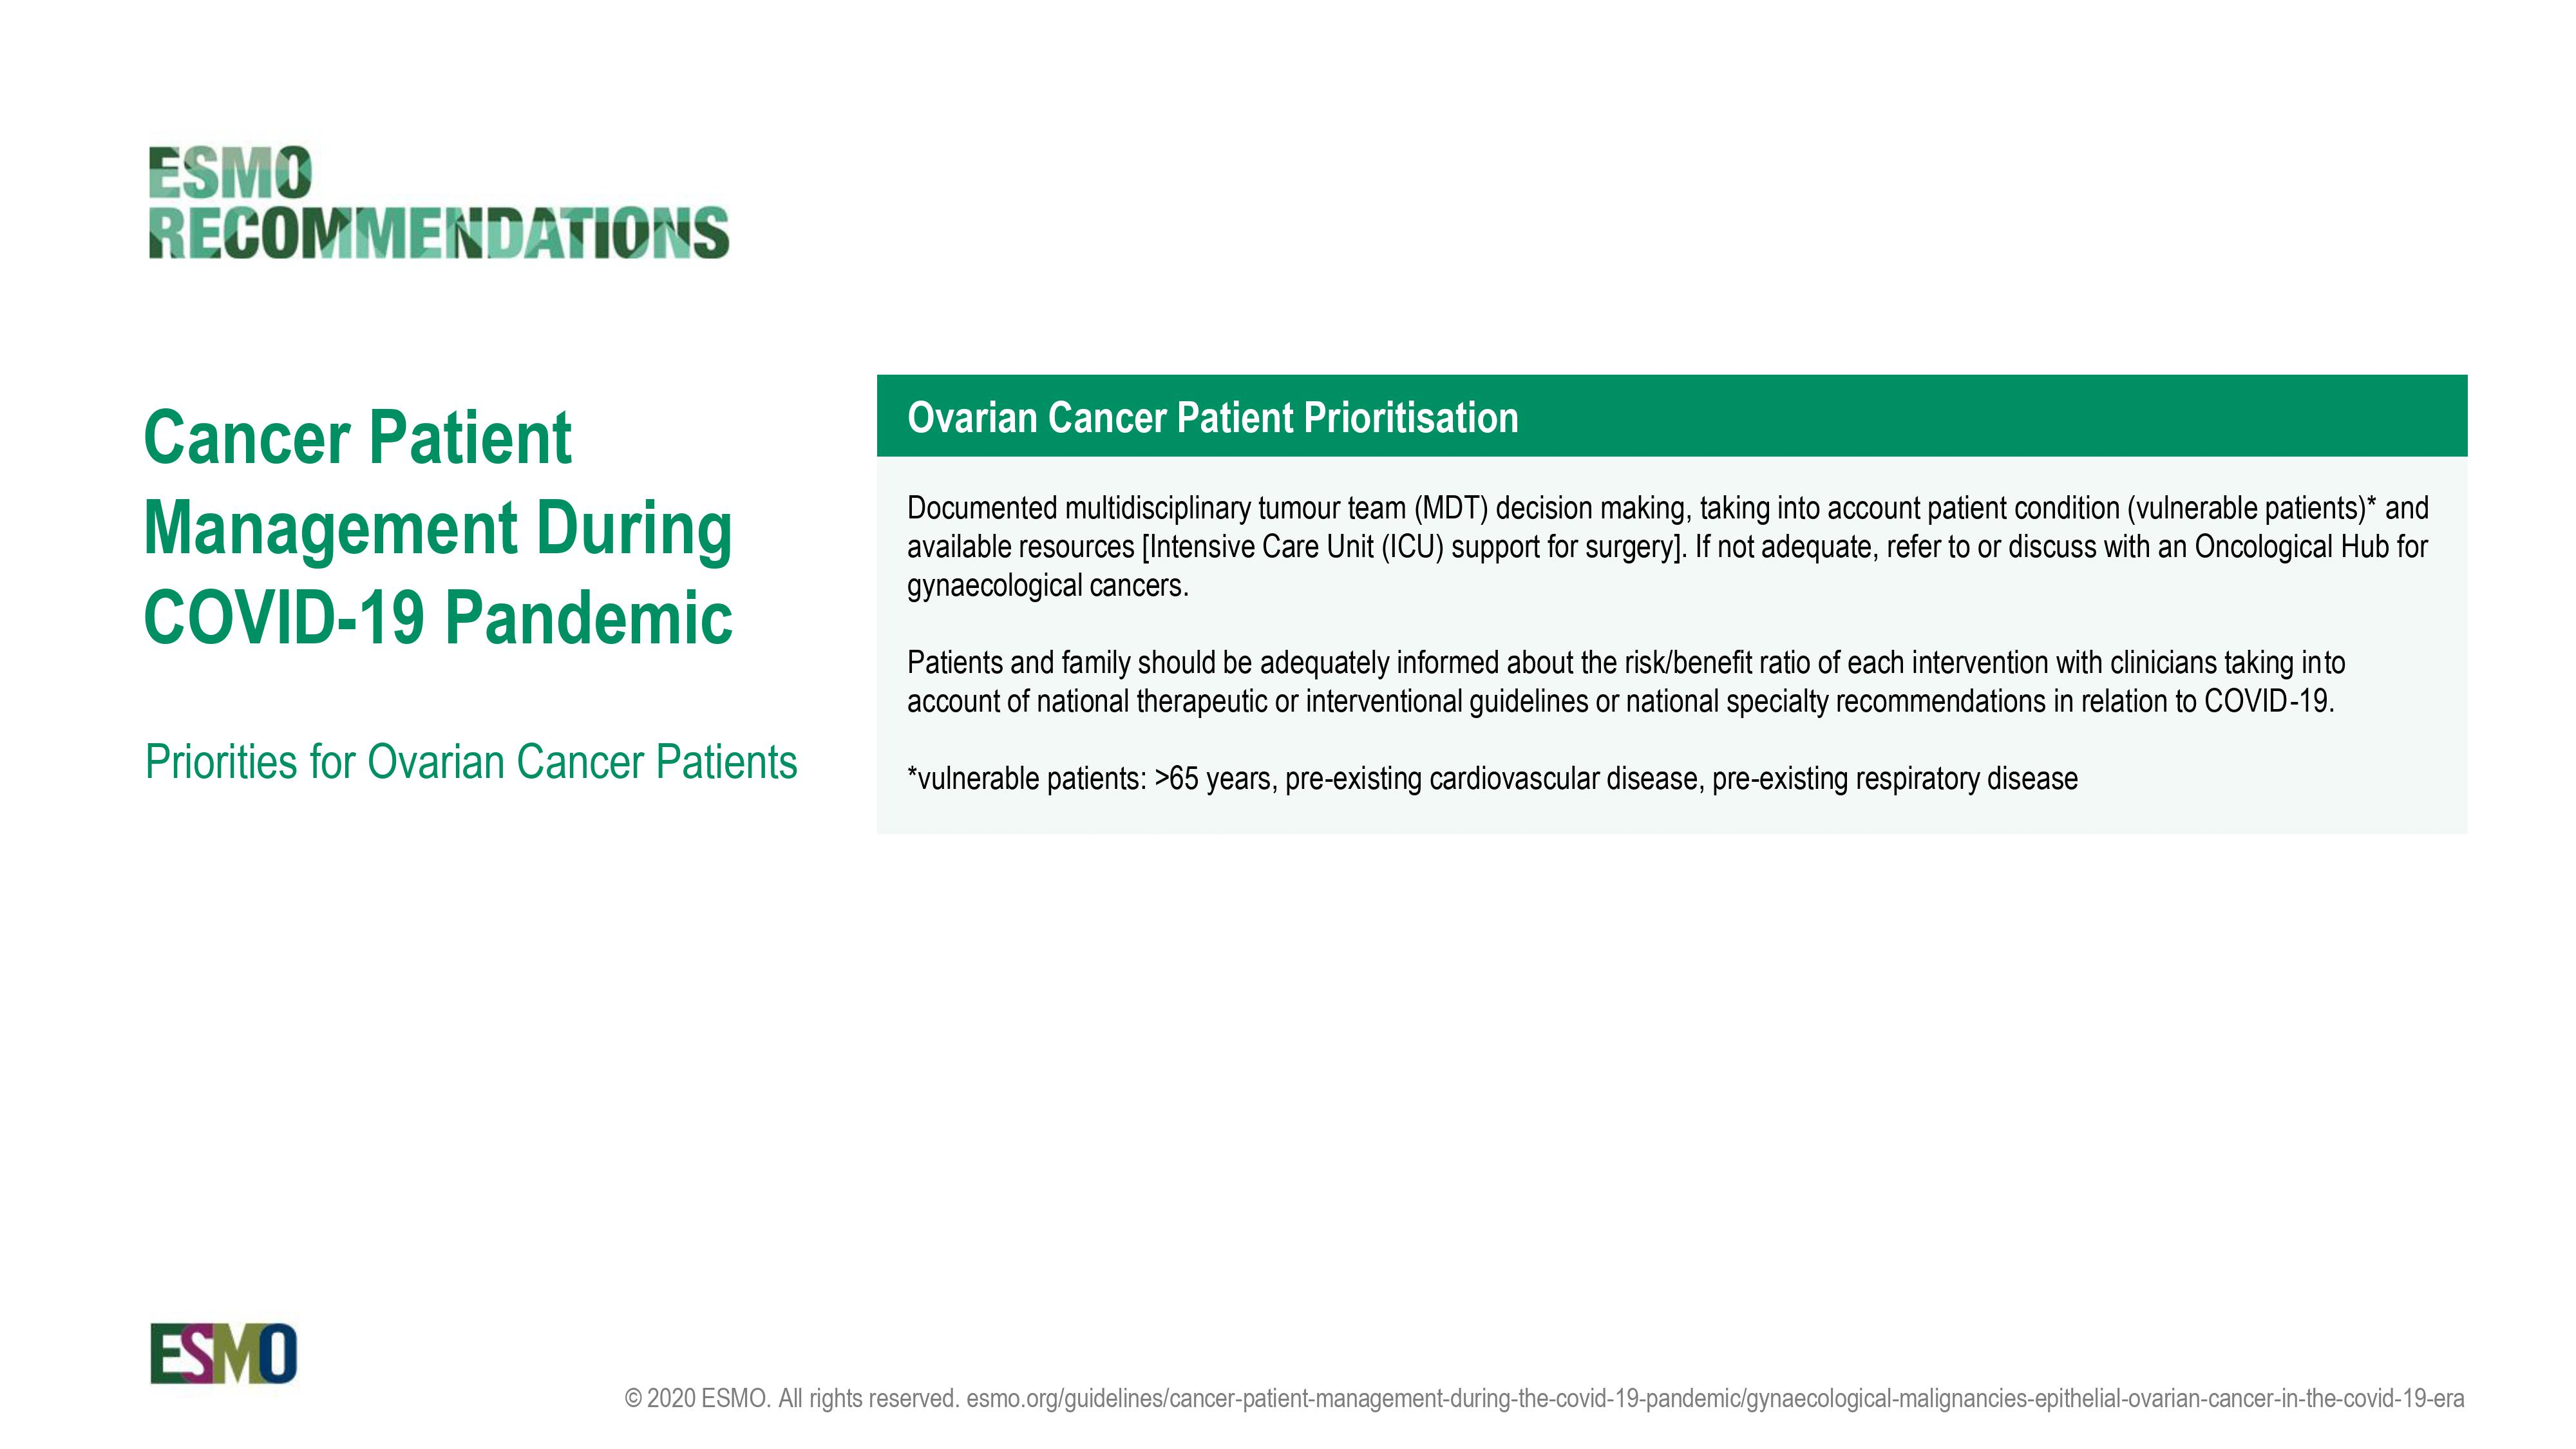 ESMO
RECOMMENDATIONS
Cancer Patient
Management During
COVID-19 Pandemic
Priorities for Ovarian Cancer Patients
Ovarian Cancer Patient Prioritisation
Documented multidisciplinary tumour team (MDT) decision making, taking into account patient condition (vulnerable patients)* and
available resources [Intensive Care Unit (ICU) support for surgery]. If not adequate, refer to or discuss with an Oncological Hub for
gynaecological cancers.
Patients and family should be adequately informed about the risk/benefit ratio of each intervention with clinicians taking into
account of national therapeutic or interventional guidelines or national specialty recommendations in relation to COVID-19.
*vulnerable patients: >65 years, pre-existing cardiovascular disease, pre-existing respiratory disease
ESMO
© 2020 ESMO. All rights reserved. esmo.org/guidelines/cancer-patient-management-during-the-covid-19-pandemic/gynaecological-malignancies-epithelial-ovarian-cancer-in-the-covid-19-era